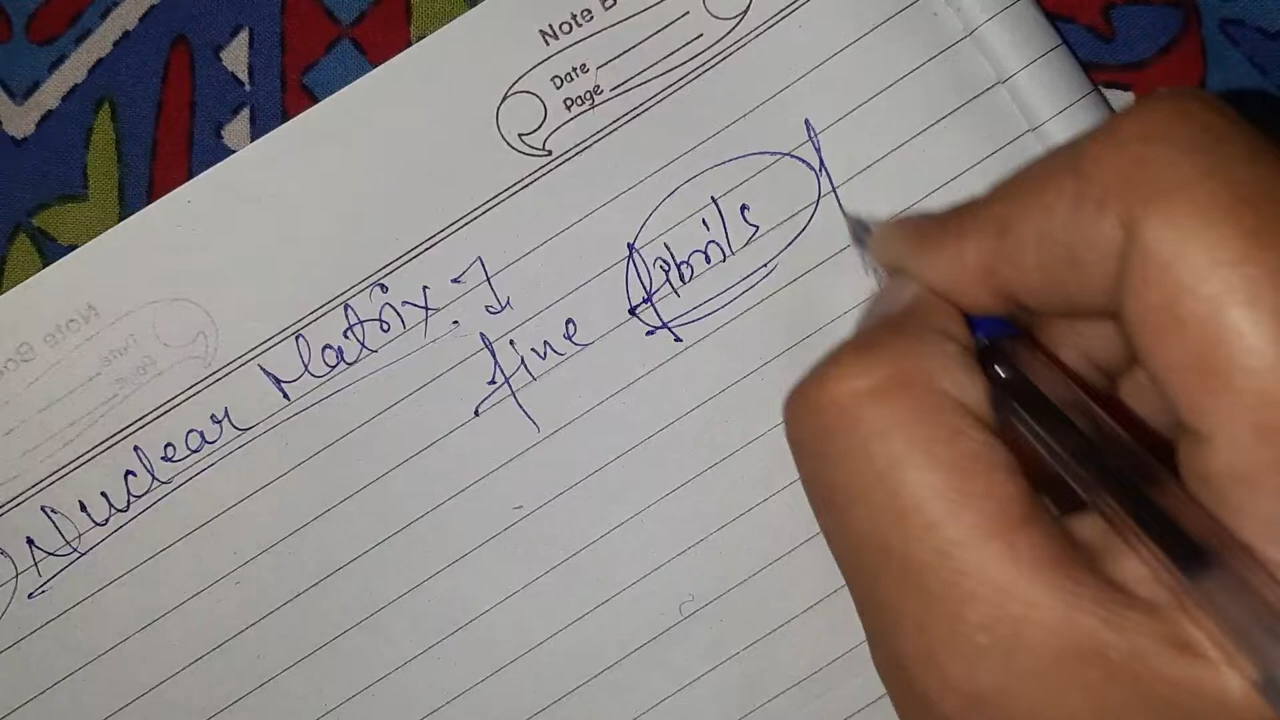 Note B
Date
Page
Nuclear Matrix :-
fine fibrils